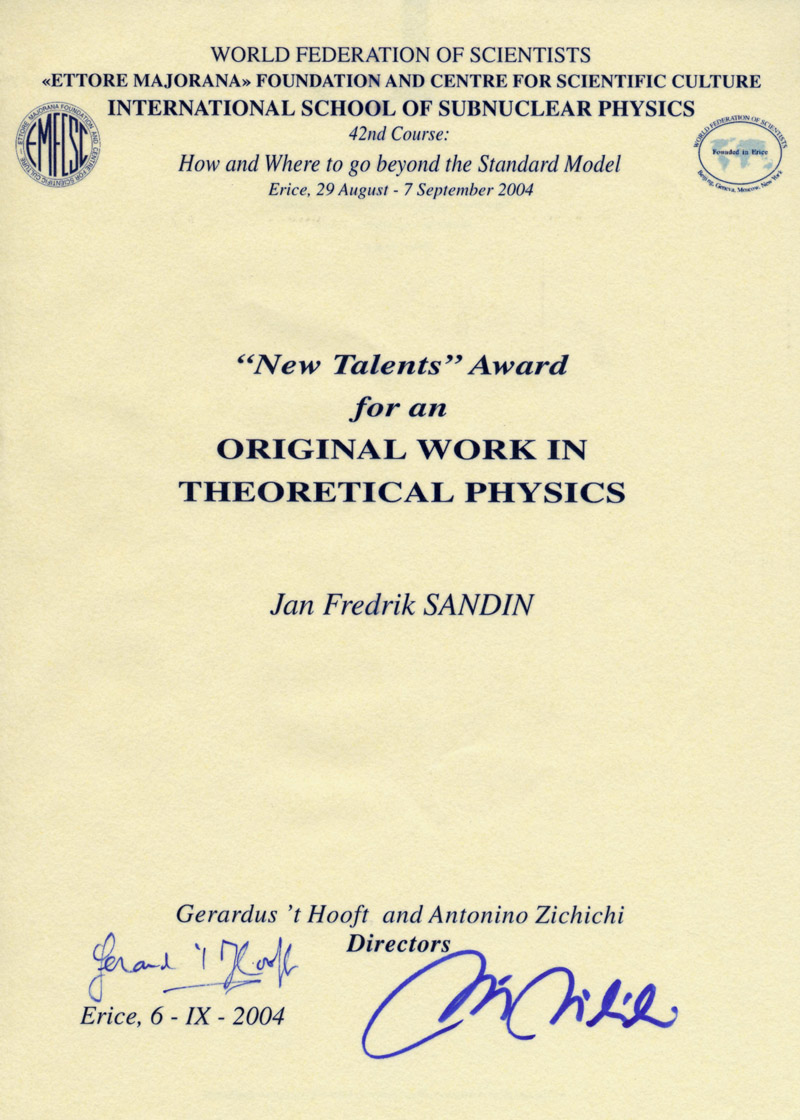 WORLD FEDERATION OF SCIENTISTS
«ETTORE MAJORANA» FOUNDATION AND CENTRE FOR SCIENTIFIC CULTURE
INTERNATIONAL SCHOOL OF SUBNUCLEAR PHYSICS
42nd Course:
How and Where to go beyond the Standard Model
Erice, 29 August - 7 September 2004
ETTORE MAJORANA FOUNDATION AND CENTRE FOR SCIENTIFIC CULTURE
EMFCSC
WORLD FEDERATION OF SCIENTISTS
Founded in Erice
Beijing, Geneva, Moscow, New York
“New Talents” Award
for an
ORIGINAL WORK IN
THEORETICAL PHYSICS
Jan Fredrik SANDIN
Gerardus ’t Hooft and Antonino Zichichi
Directors
Gerard 't Hooft
Erice, 6 - IX - 2004